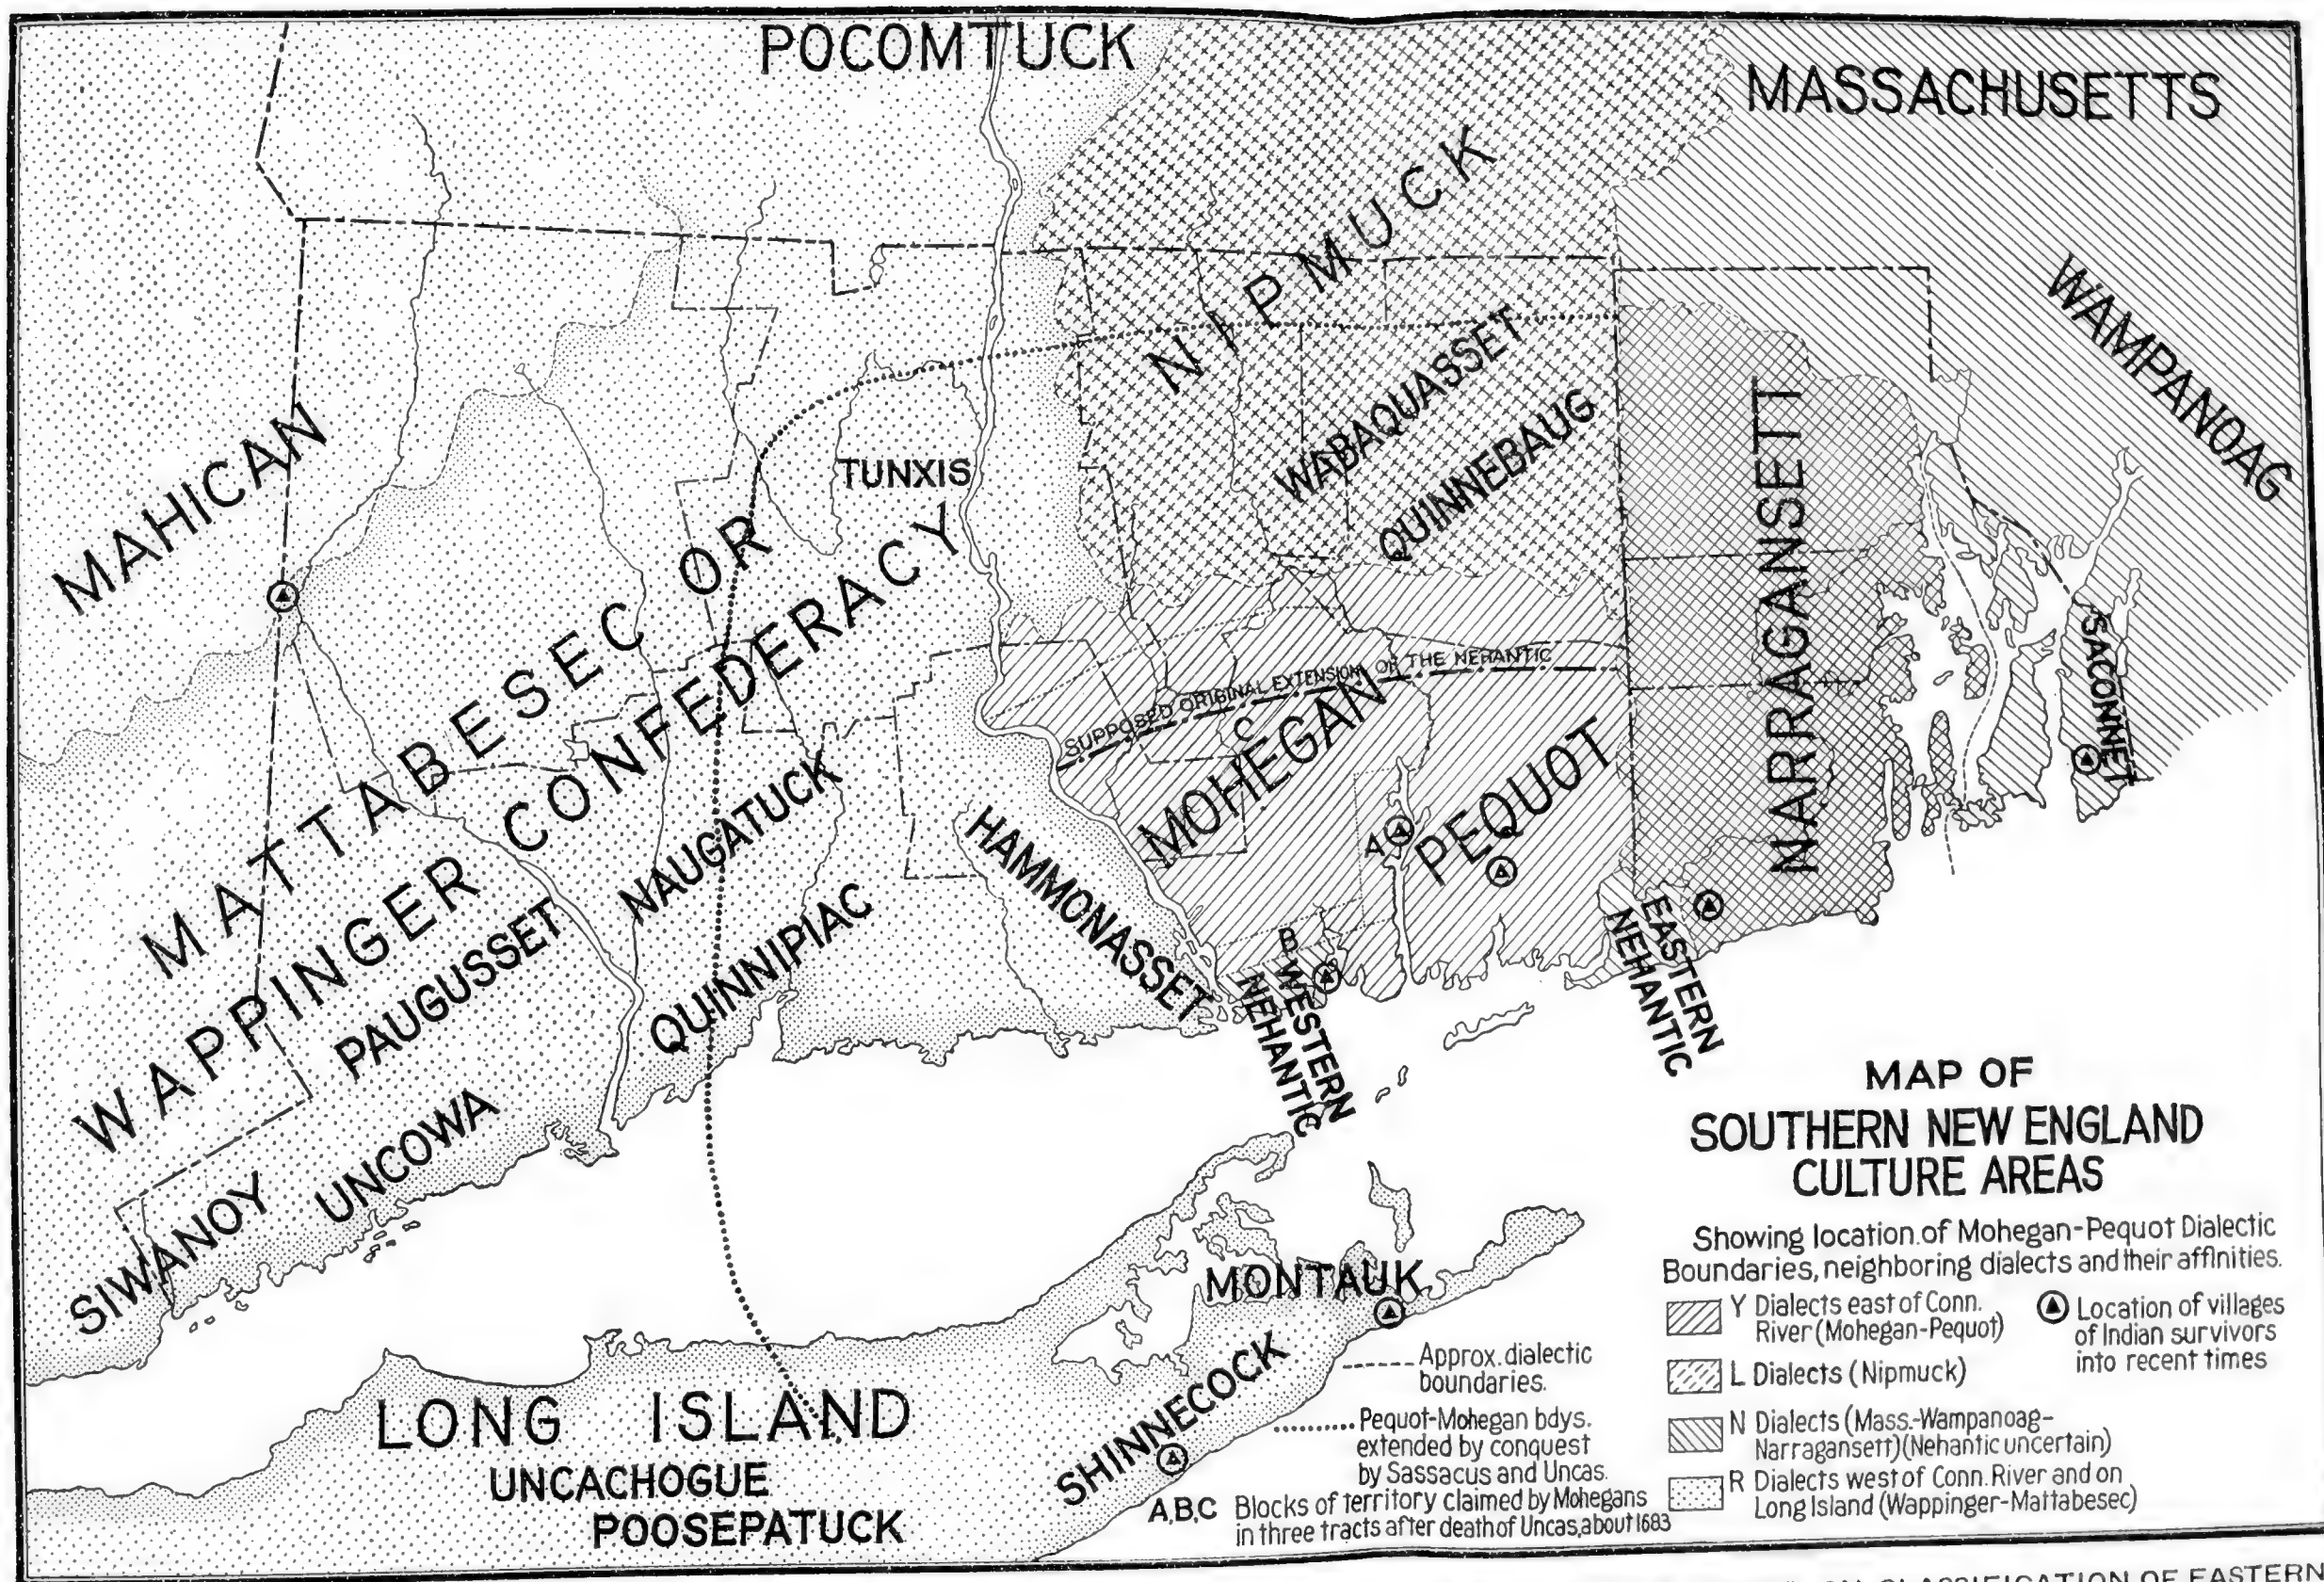 POCOMTUCK
MASSACHUSETTS
NIPMUCK
WAMPANOAG
WABAQUASSET
QUINNEBAUG
MAHICAN
TUNXIS
NARRAGANSETT
MATTABESEC OR
WAPPINGER CONFEDERACY
SUPPOSED ORIGINAL EXTENSION OF THE NEHANTIC
SACONNET
C
MOHEGAN
PEQUOT
A
NAUGATUCK
HAMMONASSET
PAUGUSSET
QUINNIPIAC
B
WESTERN
NEHANTIC
EASTERN
NEHANTIC
UNCOWA
SIWANOY
MONTAUK
SHINNECOCK
LONG ISLAND
UNCACHOGUE
POOSEPATUCK
MAP OF
SOUTHERN NEW ENGLAND
CULTURE AREAS
Showing location of Mohegan-Pequot Dialectic
Boundaries, neighboring dialects and their affinities.
Y Dialects east of Conn.
River (Mohegan-Pequot)
L Dialects (Nipmuck)
N Dialects (Mass.-Wampanoag-
Narragansett)(Nehantic uncertain)
R Dialects west of Conn. River and on
Long Island (Wappinger-Mattabesec)
Location of villages
of Indian survivors
into recent times
Approx. dialectic
boundaries.
Pequot-Mohegan bdys.
extended by conquest
by Sassacus and Uncas.
A,B,C Blocks of territory claimed by Mohegans
in three tracts after death of Uncas, about 1683
CLASSIFICATION OF EASTERN